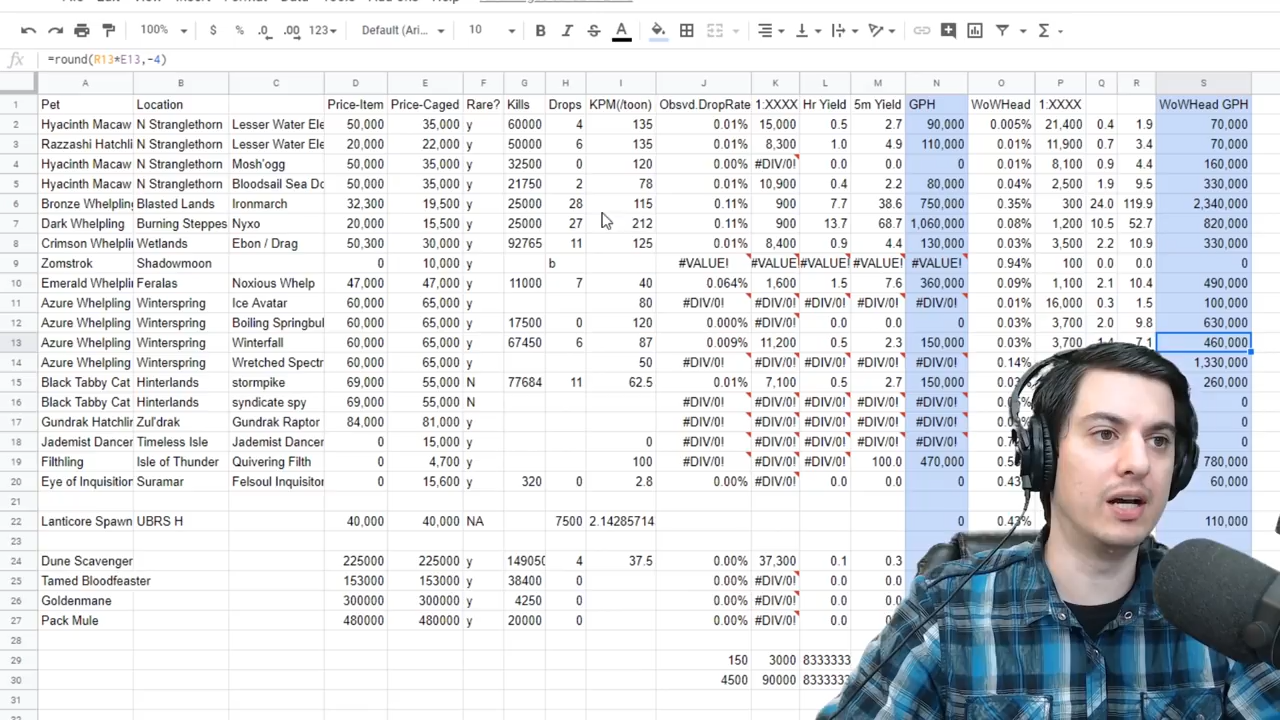 100%
$
%
.0
.00
123
Default (Ari...
10
B
I
S
A
fx =round(R13*E13,-4)
A B C D E F G H I J K L M N O P Q R S
1 Pet Location Price-Item Price-Caged Rare? Kills Drops KPM(/toon) Obsvd.DropRate 1:XXXX Hr Yield 5m Yield GPH WoWHead 1:XXXX WoWHead GPH
2 Hyacinth Macaw N Stranglethorn Lesser Water Ele 50,000 35,000 y 60000 4 135 0.01% 15,000 0.5 2.7 90,000 0.005% 21,400 0.4 1.9 70,000
3 Razzashi Hatchli N Stranglethorn Lesser Water Ele 20,000 22,000 y 50000 6 135 0.01% 8,300 1.0 4.9 110,000 0.01% 11,900 0.7 3.4 70,000
4 Hyacinth Macaw N Stranglethorn Mosh'ogg 50,000 35,000 y 32500 0 120 0.00% #DIV/0! 0.0 0.0 0 0.01% 8,100 0.9 4.4 160,000
5 Hyacinth Macaw N Stranglethorn Bloodsail Sea Do 50,000 35,000 y 21750 2 78 0.01% 10,900 0.4 2.2 80,000 0.04% 2,500 1.9 9.5 330,000
6 Bronze Whelping Blasted Lands Ironmarch 32,300 19,500 y 25000 28 115 0.11% 900 7.7 38.6 750,000 0.35% 300 24.0 119.9 2,340,000
7 Dark Whelpling Burning Steppes Nyxo 20,000 15,500 y 25000 27 212 0.11% 900 13.7 68.7 1,060,000 0.08% 1,200 10.5 52.7 820,000
8 Crimson Whelpli Wetlands Ebon / Drag 50,300 30,000 y 92765 11 125 0.01% 8,400 0.9 4.4 130,000 0.03% 3,500 2.2 10.9 330,000
9 Zomstrok Shadowmoon 0 10,000 y b #VALUE! #VALUE #VALUE! #VALUE! #VALUE! 0.94% 100 0.0 0.0 0
10 Emerald Whelpli Feralas Noxious Whelp 47,000 47,000 y 11000 7 40 0.064% 1,600 1.5 7.6 360,000 0.09% 1,100 2.1 10.4 490,000
11 Azure Whelpling Winterspring Ice Avatar 60,000 65,000 y 80 #DIV/0! #DIV/0! #DIV/0! #DIV/0! #DIV/0! 0.01% 16,000 0.3 1.5 100,000
12 Azure Whelpling Winterspring Boiling Springbul 60,000 65,000 y 17500 0 120 0.000% #DIV/0! 0.0 0.0 0 0.03% 3,700 2.0 9.8 630,000
13 Azure Whelpling Winterspring Winterfall 60,000 65,000 y 67450 6 87 0.009% 11,200 0.5 2.3 150,000 0.03% 3,700 7.1 460,000
14 Azure Whelpling Winterspring Wretched Spectr 60,000 65,000 y 50 #DIV/0! #DIV/0! #DIV/0! #DIV/0! #DIV/0! 0.14% 1,330,000
15 Black Tabby Cat Hinterlands stormpike 69,000 55,000 N 77684 11 62.5 0.01% 7,100 0.5 2.7 150,000 260,000
16 Black Tabby Cat Hinterlands syndicate spy 69,000 55,000 N #DIV/0! #DIV/0! #DIV/0! #DIV/0! #DIV/0! 0
17 Gundrak Hatchlin Zul'drak Gundrak Raptor 84,000 81,000 y #DIV/0! #DIV/0! #DIV/0! #DIV/0! #DIV/0! 0
18 Jademist Dancer Timeless Isle Jademist Dancer 0 15,000 y 0 #DIV/0! #DIV/0! #DIV/0! #DIV/0! #DIV/0! 0
19 Filthling Isle of Thunder Quivering Filth 0 4,700 y 100 #DIV/0! #DIV/0! #DIV/0! 100.0 470,000 780,000
20 Eye of Inquisition Suramar Felsoul Inquisitor 0 15,600 y 320 0 2.8 0.00% #DIV/0! 0.0 0.0 0 60,000
21
22 Lanticore Spawn UBRS H 40,000 40,000 NA 7500 2.14285714 0 0.43% 110,000
23
24 Dune Scavenger 225000 225000 y 149050 4 37.5 0.00% 37,300 0.1 0.3
25 Tamed Bloodfeaster 153000 153000 y 38400 0 0.00% #DIV/0! 0.0 0.0
26 Goldenmane 300000 300000 y 4250 0 0.00% #DIV/0! 0.0 0.0
27 Pack Mule 480000 480000 y 20000 0 0.00% #DIV/0! 0.0 0.0
28
29 150 3000 8333333
30 4500 90000 8333333
31